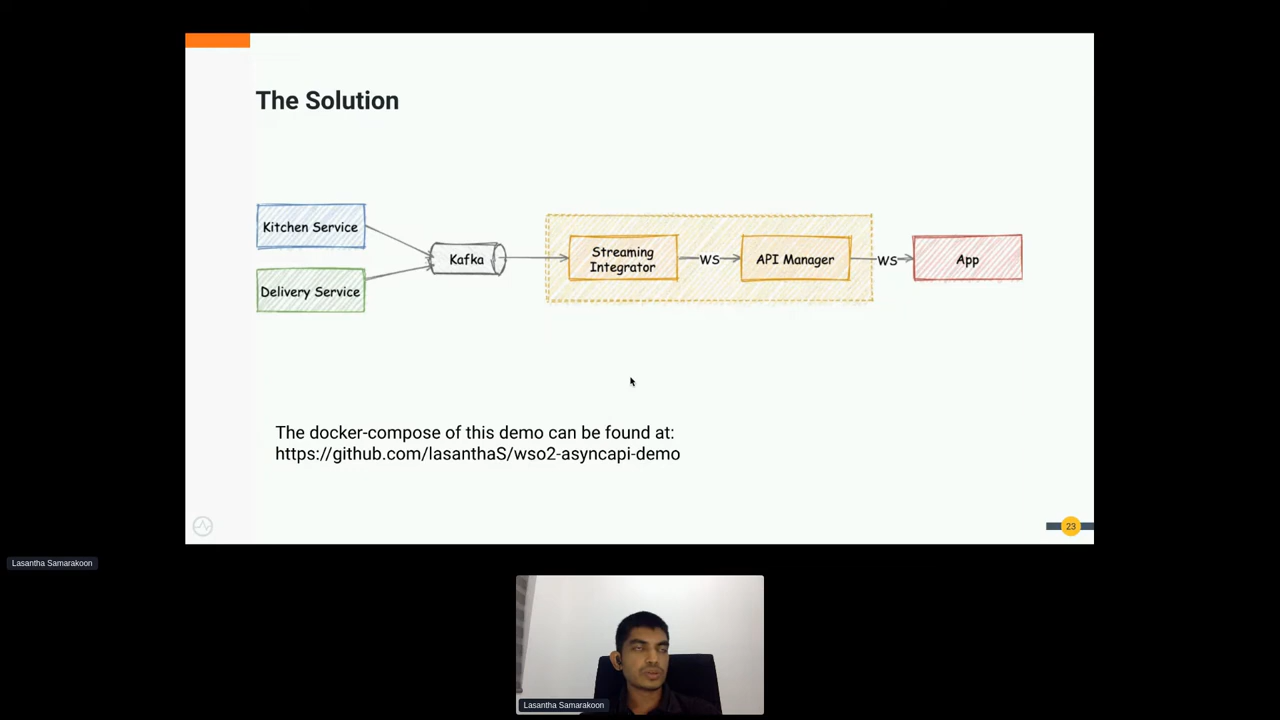 The Solution
Kitchen Service
Delivery Service
Kafka
Streaming
Integrator
WS
API Manager
WS
App
The docker-compose of this demo can be found at:
https://github.com/lasanthaS/wso2-asyncapi-demo
23
Lasantha Samarakoon
Lasantha Samarakoon